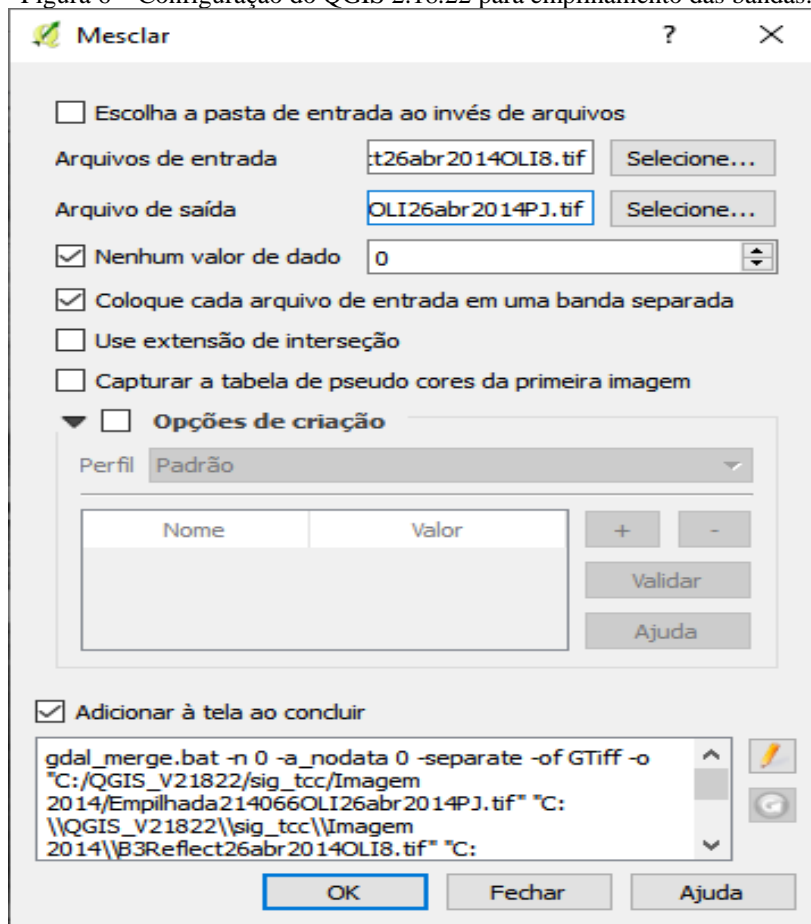 Figura 6 – Configuração do QGIS 2.18.22 para empilhamento das bandas.
Mesclar
?
Escolha a pasta de entrada ao invés de arquivos
Arquivos de entrada :t26abr2014OLI8.tif Selecione...
Arquivo de saída OLI26abr2014PJ.tif Selecione...
Nenhum valor de dado 0
Coloque cada arquivo de entrada em uma banda separada
Use extensão de interseção
Capturar a tabela de pseudo cores da primeira imagem
Opções de criação
Perfil Padrão
Nome Valor + -
Validar
Ajuda
Adicionar à tela ao concluir
gdal_merge.bat -n 0 -a_nodata 0 -separate -of GTiff -o
"C:/QGIS_V21822/sig_tcc/Imagem
2014/Empilhada214066OLI26abr2014PJ.tif" "C:
\\QGIS_V21822\\sig_tcc\\Imagem
2014\\B3Reflect26abr2014OLI8.tif" "C:
OK Fechar Ajuda